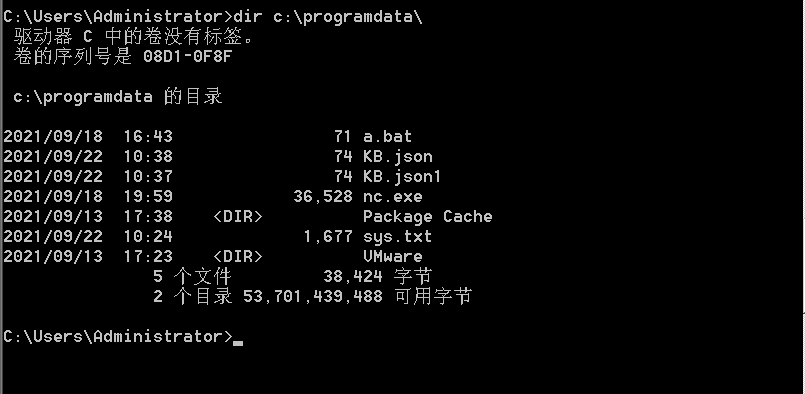 C:\Users\Administrator>dir c:\programdata\
驱动器 C 中的卷没有标签。
卷的序列号是 08D1-0F8F
c:\programdata 的目录
2021/09/18  16:43                71 a.bat
2021/09/22  10:38                74 KB.json
2021/09/22  10:37                74 KB.json1
2021/09/18  19:59            36,528 nc.exe
2021/09/13  17:38    <DIR>          Package Cache
2021/09/22  10:24             1,677 sys.txt
2021/09/13  17:23    <DIR>          VMware
5 个文件         38,424 字节
2 个目录 53,701,439,488 可用字节
C:\Users\Administrator>_